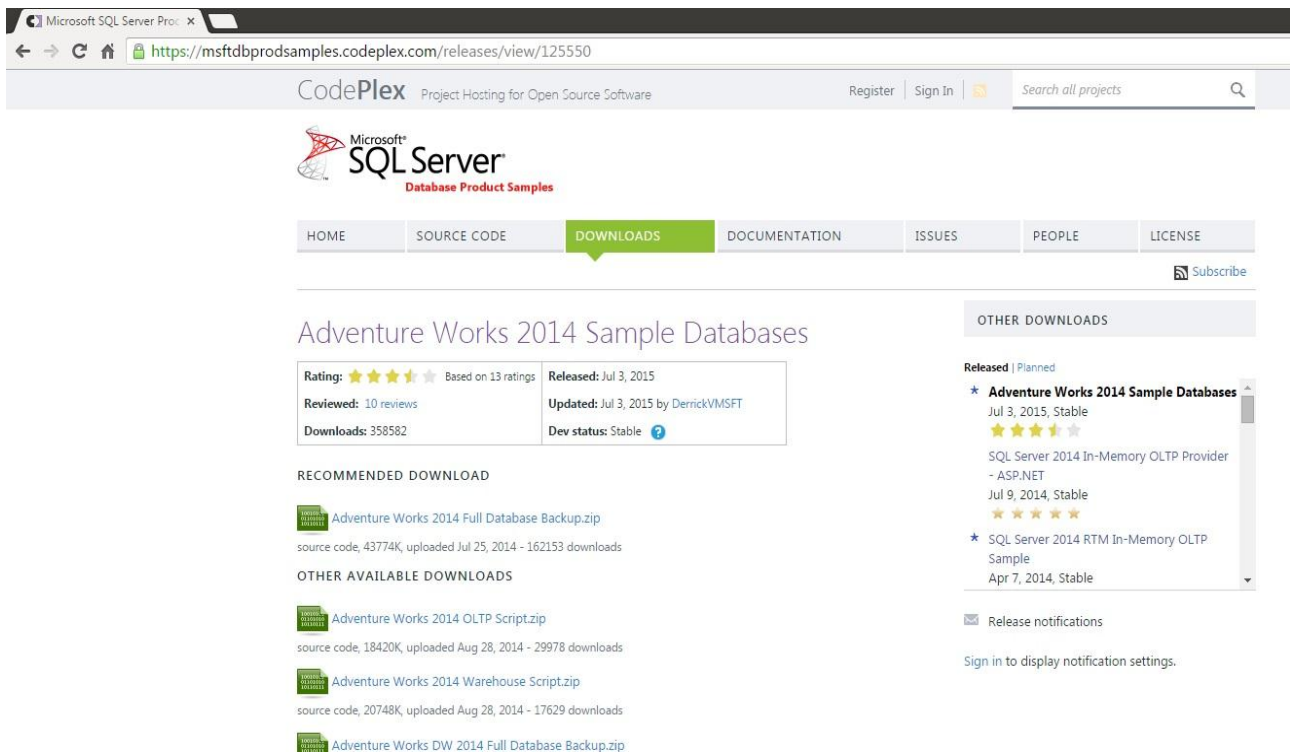 Microsoft SQL Server Proc
https://msftdbprodsamples.codeplex.com/releases/view/125550
CodePlex Project Hosting for Open Source Software
Register Sign In Search all projects
Microsoft®
SQL Server®
Database Product Samples
HOME SOURCE CODE DOWNLOADS DOCUMENTATION ISSUES PEOPLE LICENSE
Subscribe
Adventure Works 2014 Sample Databases
Rating: Based on 13 ratings Released: Jul 3, 2015
Reviewed: 10 reviews Updated: Jul 3, 2015 by DerrickVMSFT
Downloads: 358582 Dev status: Stable ?
RECOMMENDED DOWNLOAD
Adventure Works 2014 Full Database Backup.zip
source code, 43774K, uploaded Jul 25, 2014 - 162153 downloads
OTHER AVAILABLE DOWNLOADS
Adventure Works 2014 OLTP Script.zip
source code, 18420K, uploaded Aug 28, 2014 - 29978 downloads
Adventure Works 2014 Warehouse Script.zip
source code, 20748K, uploaded Aug 28, 2014 - 17629 downloads
Adventure Works DW 2014 Full Database Backup.zip
OTHER DOWNLOADS
Released | Planned
* Adventure Works 2014 Sample Databases
Jul 3, 2015, Stable
SQL Server 2014 In-Memory OLTP Provider
- ASP.NET
Jul 9, 2014, Stable
* SQL Server 2014 RTM In-Memory OLTP
Sample
Apr 7, 2014, Stable
Release notifications
Sign in to display notification settings.